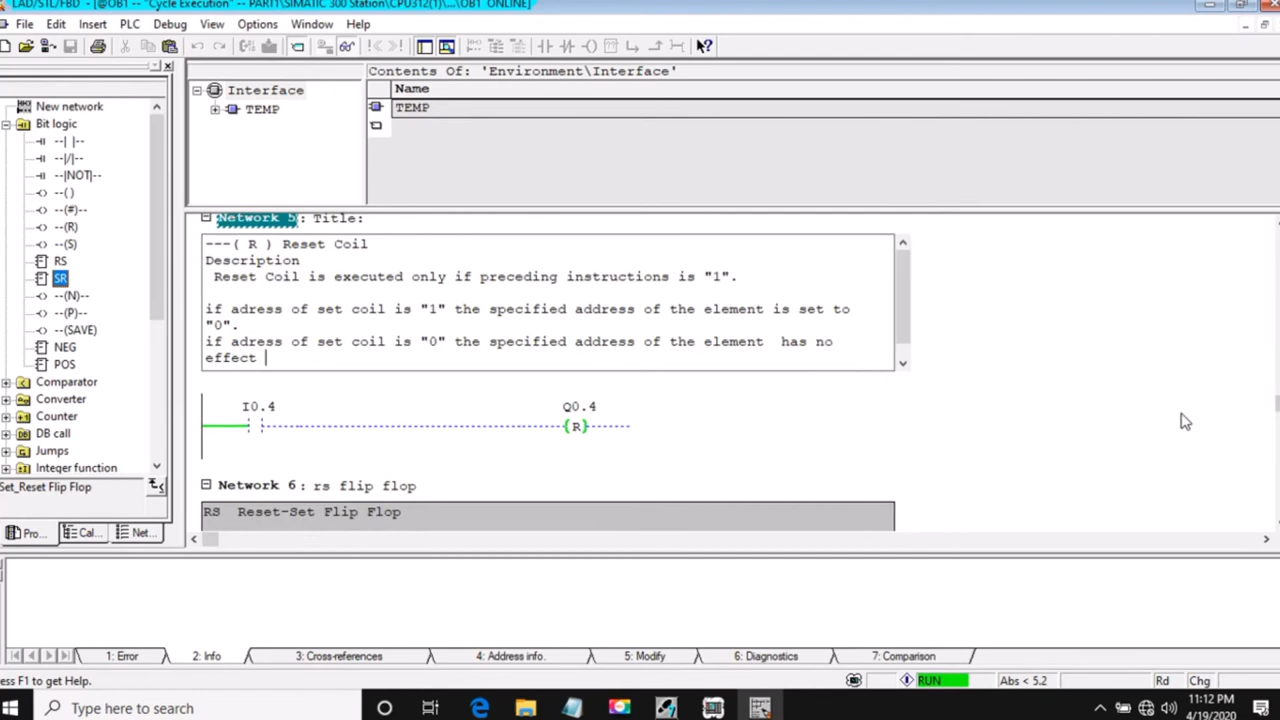 LAD/STL/FBD - [@OB1 -- "Cycle Execution" -- PART1\SIMATIC 300 Station\CPU312(1)\...\OB1 ONLINE]
File Edit Insert PLC Debug View Options Window Help
Contents Of: 'Environment\Interface'
Interface
TEMP
Name
TEMP
New network
Bit logic
--| |--
--|/|--
--|NOT|--
--( )
--(#)--
--(R)
--(S)
RS
SR
--(N)--
--(P)--
--(SAVE)
NEG
POS
Comparator
Converter
Counter
DB call
Jumps
Integer function
Set_Reset Flip Flop
Pro... Cal... Net...
Network 5: Title:
---( R ) Reset Coil
Description
Reset Coil is executed only if preceding instructions is "1".
if adress of set coil is "1" the specified address of the element is set to
"0".
if adress of set coil is "0" the specified address of the element  has no
effect
I0.4 Q0.4
(R)
Network 6: rs flip flop
RS  Reset-Set Flip Flop
1: Error 2: Info 3: Cross-references 4: Address info. 5: Modify 6: Diagnostics 7: Comparison
ress F1 to get Help. RUN Abs < 5.2 Rd Chg
Type here to search
11:12 PM
4/19/2020